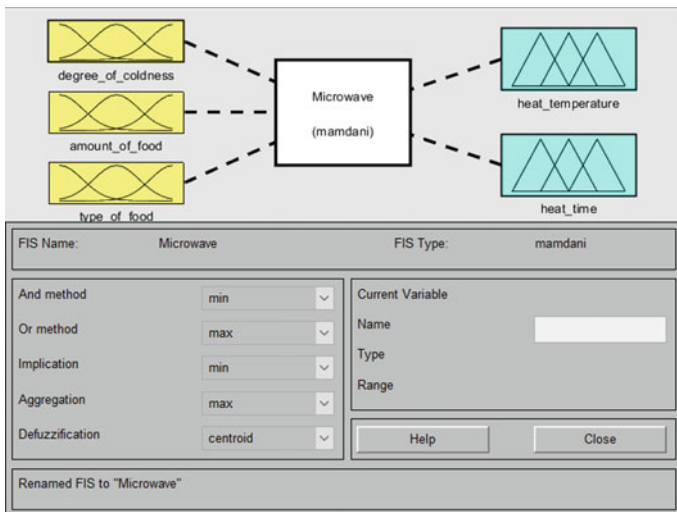 degree_of_coldness
amount_of_food
type_of_food
Microwave
(mamdani)
heat_temperature
heat_time
FIS Name: Microwave FIS Type: mamdani
And method min
Or method max
Implication min
Aggregation max
Defuzzification centroid
Current Variable
Name
Type
Range
Help Close
Renamed FIS to "Microwave"